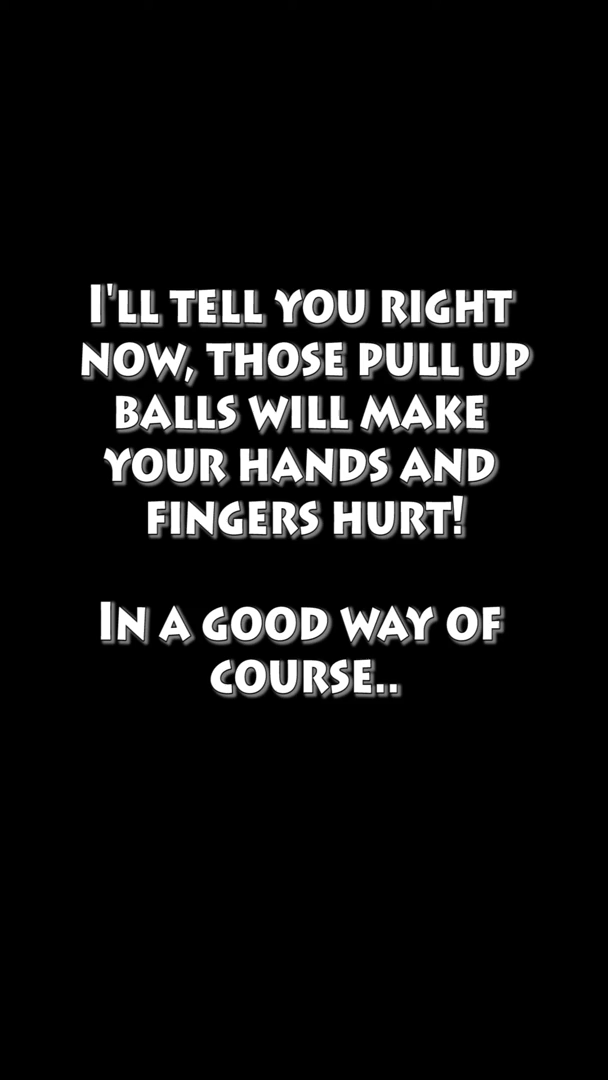 I'll tell you right
now, those pull up
balls will make
your hands and
fingers hurt!
In a good way of
course..